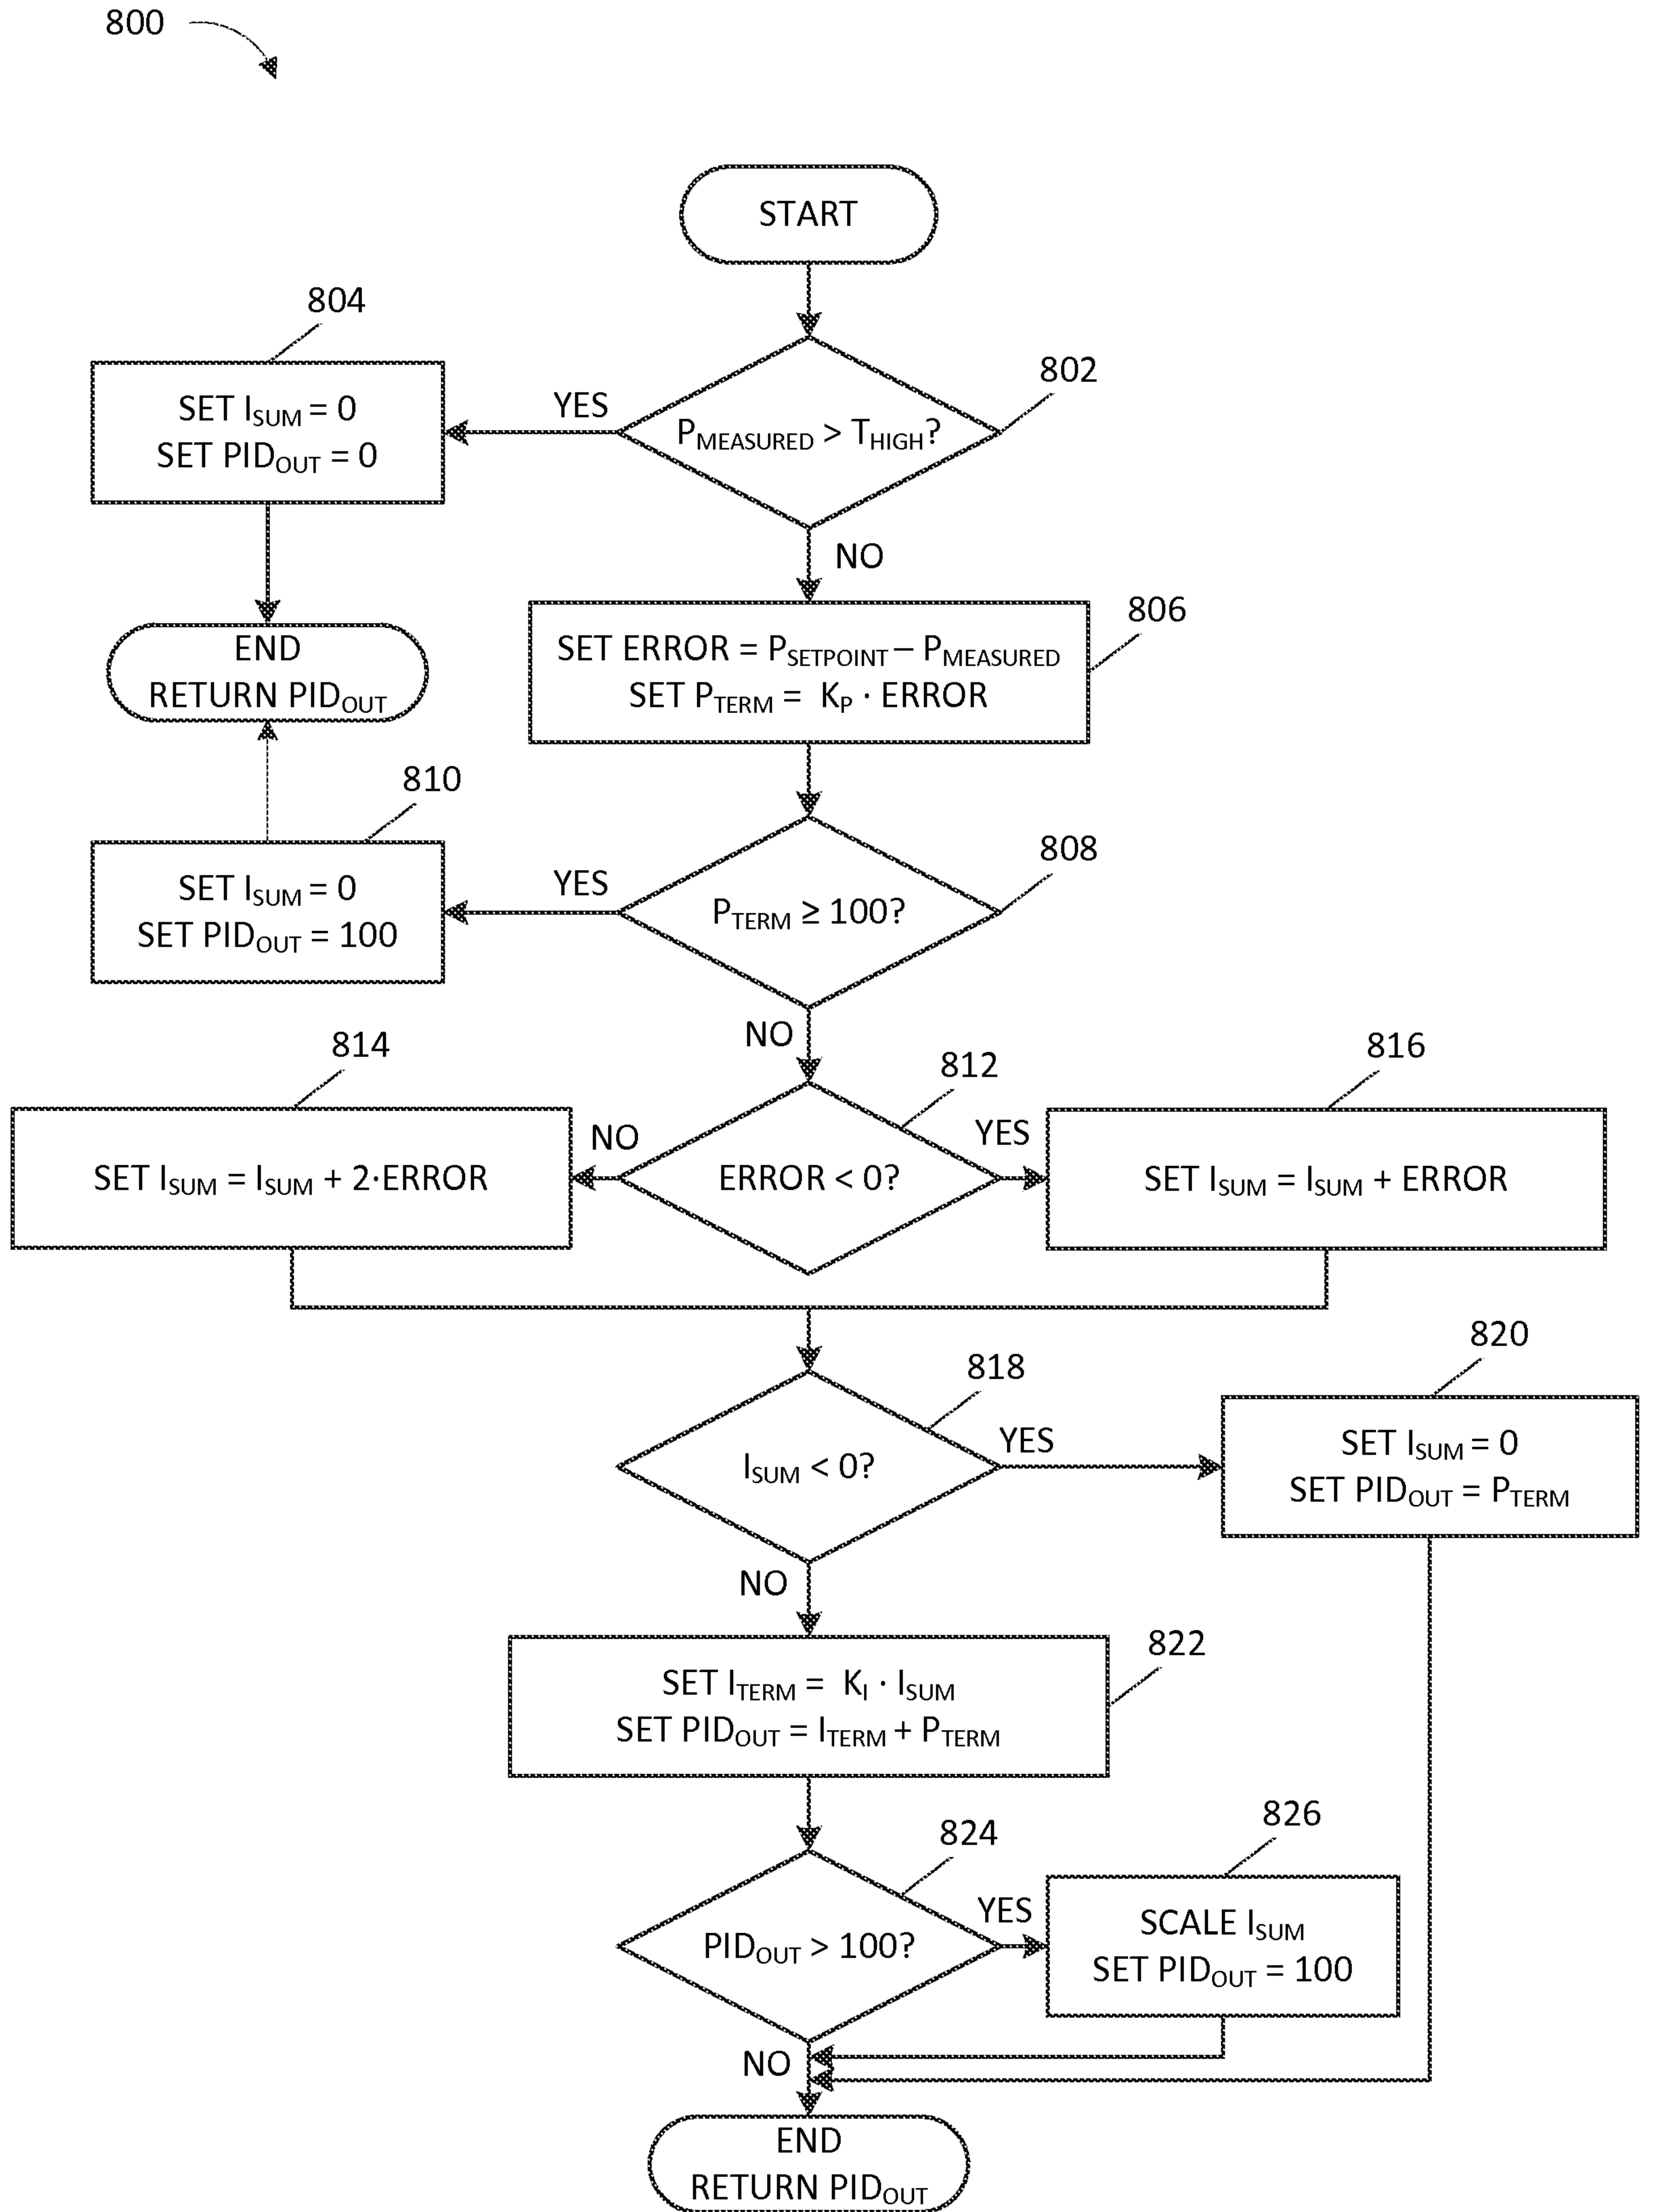 800
START
804
802
SET I_SUM = 0
SET PID_OUT = 0
YES
P_MEASURED > T_HIGH?
NO
806
END
RETURN PID_OUT
SET ERROR = P_SETPOINT – P_MEASURED
SET P_TERM = K_P · ERROR
810
808
SET I_SUM = 0
SET PID_OUT = 100
YES
P_TERM ≥ 100?
NO
814
812
816
SET I_SUM = I_SUM + 2·ERROR
NO
ERROR < 0?
YES
SET I_SUM = I_SUM + ERROR
818
820
I_SUM < 0?
YES
SET I_SUM = 0
SET PID_OUT = P_TERM
NO
822
SET I_TERM = K_I · I_SUM
SET PID_OUT = I_TERM + P_TERM
824
826
PID_OUT > 100?
YES
SCALE I_SUM
SET PID_OUT = 100
NO
END
RETURN PID_OUT